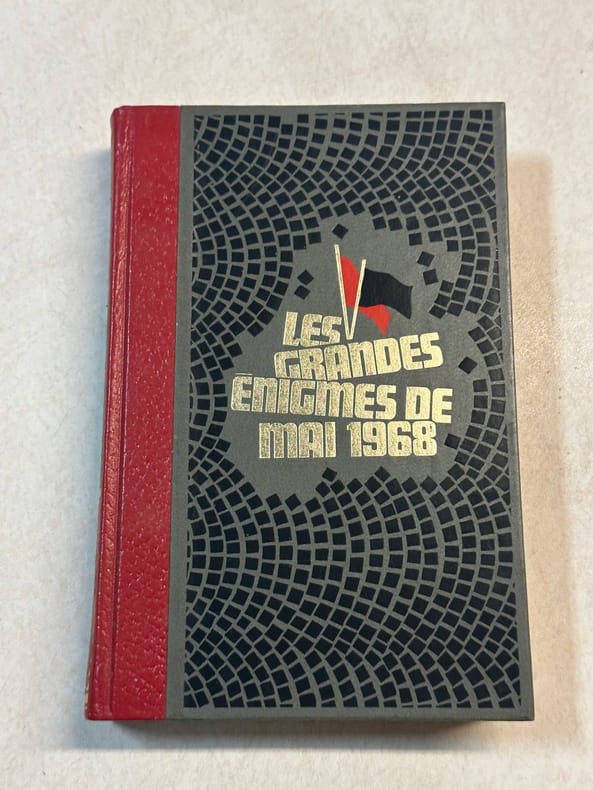 LES
GRANDES
ÉNIGMES DE
MAI 1968